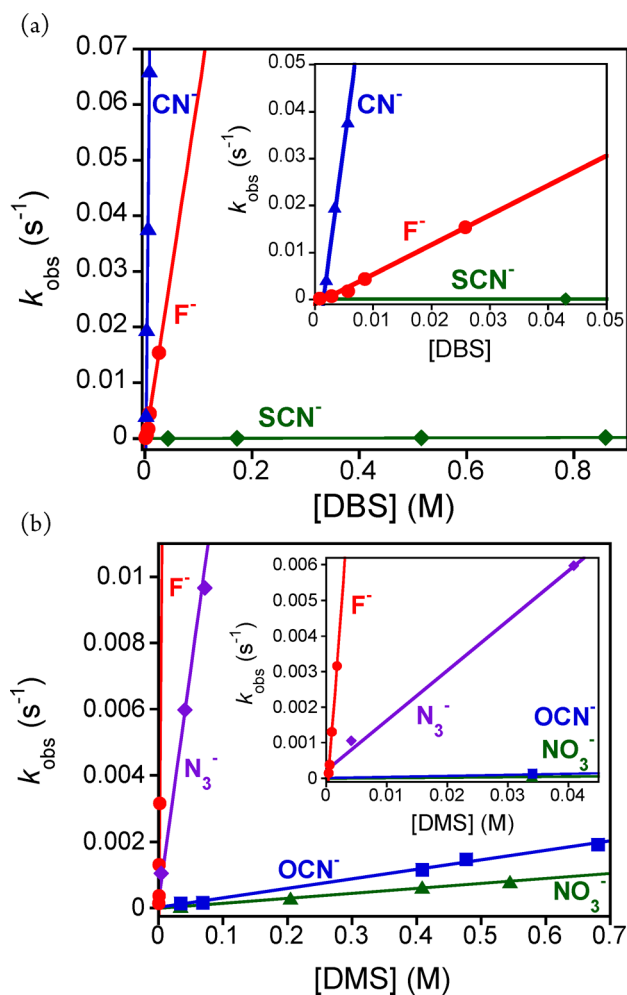 (a)
0.07
0.06
0.05
0.04
0.03
0.02
0.01
0
k_obs (s⁻¹)
CN⁻
F⁻
SCN⁻
0 0.2 0.4 0.6 0.8
[DBS] (M)
0.05
0.04
0.03
0.02
0.01
0
k_obs (s⁻¹)
CN⁻
F⁻
SCN⁻
0 0.01 0.02 0.03 0.04 0.05
[DBS]
(b)
0.01
0.008
0.006
0.004
0.002
0
k_obs (s⁻¹)
F⁻
N₃⁻
OCN⁻
NO₃⁻
0 0.1 0.2 0.3 0.4 0.5 0.6 0.7
[DMS] (M)
0.006
0.005
0.004
0.003
0.002
0.001
0
k_obs (s⁻¹)
F⁻
N₃⁻
OCN⁻
NO₃⁻
0 0.01 0.02 0.03 0.04
[DMS] (M)